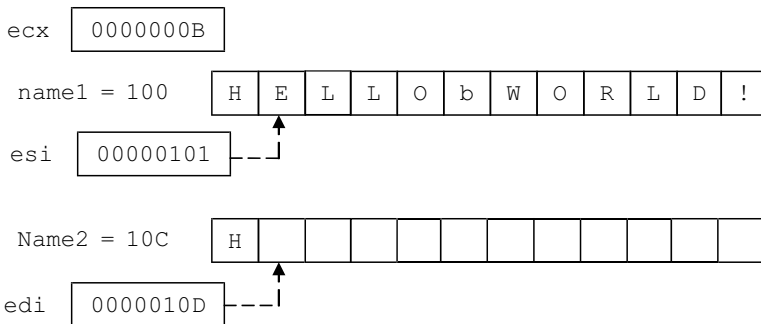 ecx 0000000B
name1 = 100 H E L L O b W O R L D !
esi 00000101
Name2 = 10C H
edi 0000010D